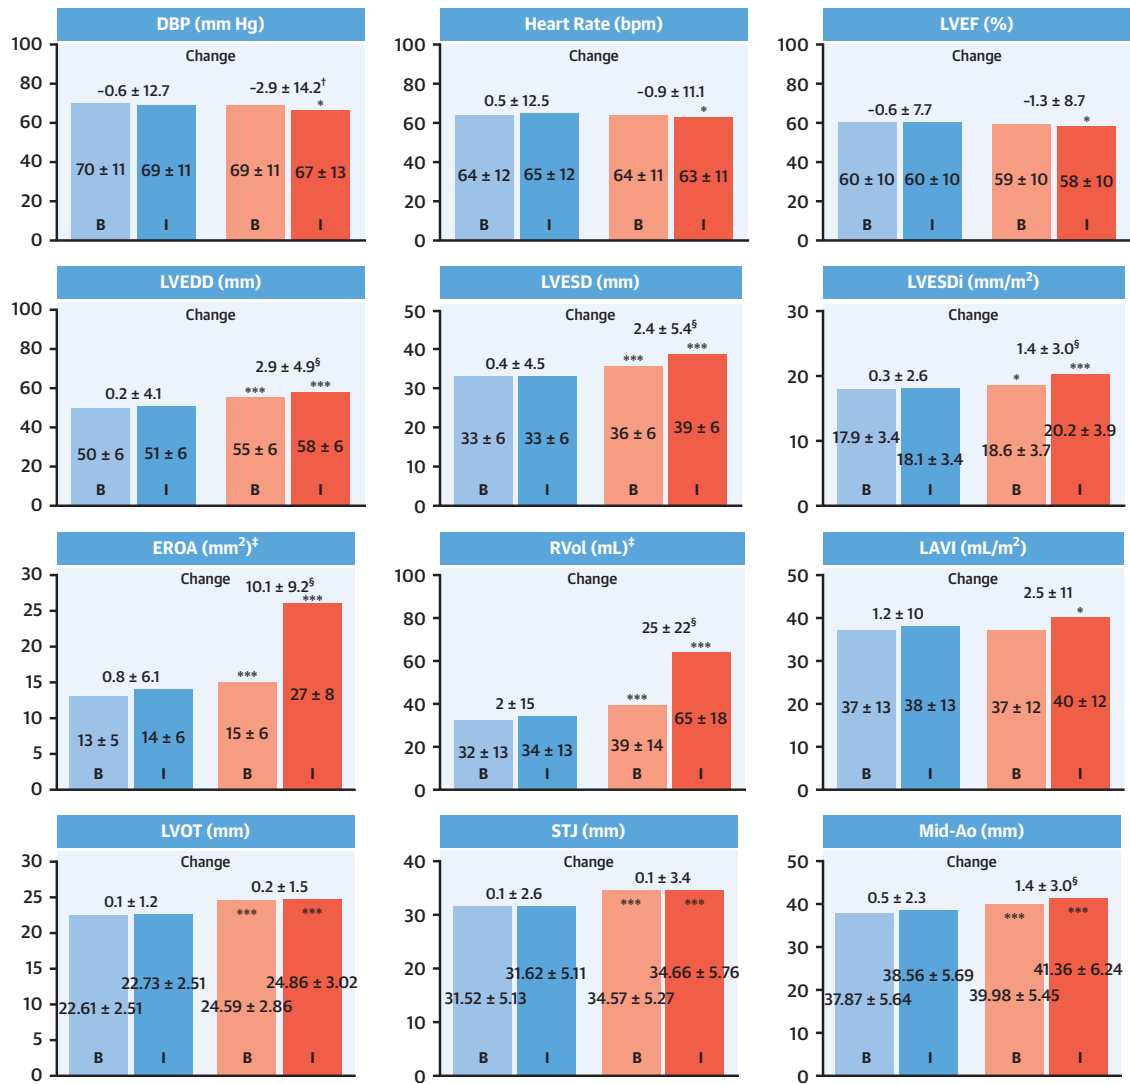 DBP (mm Hg)
Change
100
80
60
40
20
0
-0.6 ± 12.7
-2.9 ± 14.2†
*
70 ± 11
69 ± 11
69 ± 11
67 ± 13
B
I
B
I
Heart Rate (bpm)
Change
100
80
60
40
20
0
0.5 ± 12.5
-0.9 ± 11.1
*
64 ± 12
65 ± 12
64 ± 11
63 ± 11
B
I
B
I
LVEF (%)
Change
100
80
60
40
20
0
-0.6 ± 7.7
-1.3 ± 8.7
*
60 ± 10
60 ± 10
59 ± 10
58 ± 10
B
I
B
I
LVEDD (mm)
Change
100
80
60
40
20
0
0.2 ± 4.1
2.9 ± 4.9§
***
***
50 ± 6
51 ± 6
55 ± 6
58 ± 6
B
I
B
I
LVESD (mm)
Change
50
40
30
20
10
0
0.4 ± 4.5
2.4 ± 5.4§
***
***
33 ± 6
33 ± 6
36 ± 6
39 ± 6
B
I
B
I
LVESDi (mm/m²)
Change
30
20
10
0
0.3 ± 2.6
1.4 ± 3.0§
*
***
17.9 ± 3.4
18.1 ± 3.4
18.6 ± 3.7
20.2 ± 3.9
B
I
B
I
EROA (mm²)‡
Change
30
25
20
15
10
5
0
0.8 ± 6.1
10.1 ± 9.2§
***
***
13 ± 5
14 ± 6
15 ± 6
27 ± 8
B
I
B
I
RVol (mL)‡
Change
100
80
60
40
20
0
2 ± 15
25 ± 22§
***
***
32 ± 13
34 ± 13
39 ± 14
65 ± 18
B
I
B
I
LAVI (mL/m²)
Change
50
40
30
20
10
0
1.2 ± 10
2.5 ± 11
*
37 ± 13
38 ± 13
37 ± 12
40 ± 12
B
I
B
I
LVOT (mm)
Change
30
25
20
15
10
5
0
0.1 ± 1.2
0.2 ± 1.5
***
***
22.61 ± 2.51
22.73 ± 2.51
24.59 ± 2.86
24.86 ± 3.02
B
I
B
I
STJ (mm)
Change
40
30
20
10
0
0.1 ± 2.6
0.1 ± 3.4
***
***
31.52 ± 5.13
31.62 ± 5.11
34.57 ± 5.27
34.66 ± 5.76
B
I
B
I
Mid-Ao (mm)
Change
50
40
30
20
10
0
0.5 ± 2.3
1.4 ± 3.0§
***
***
37.87 ± 5.64
38.56 ± 5.69
39.98 ± 5.45
41.36 ± 6.24
B
I
B
I